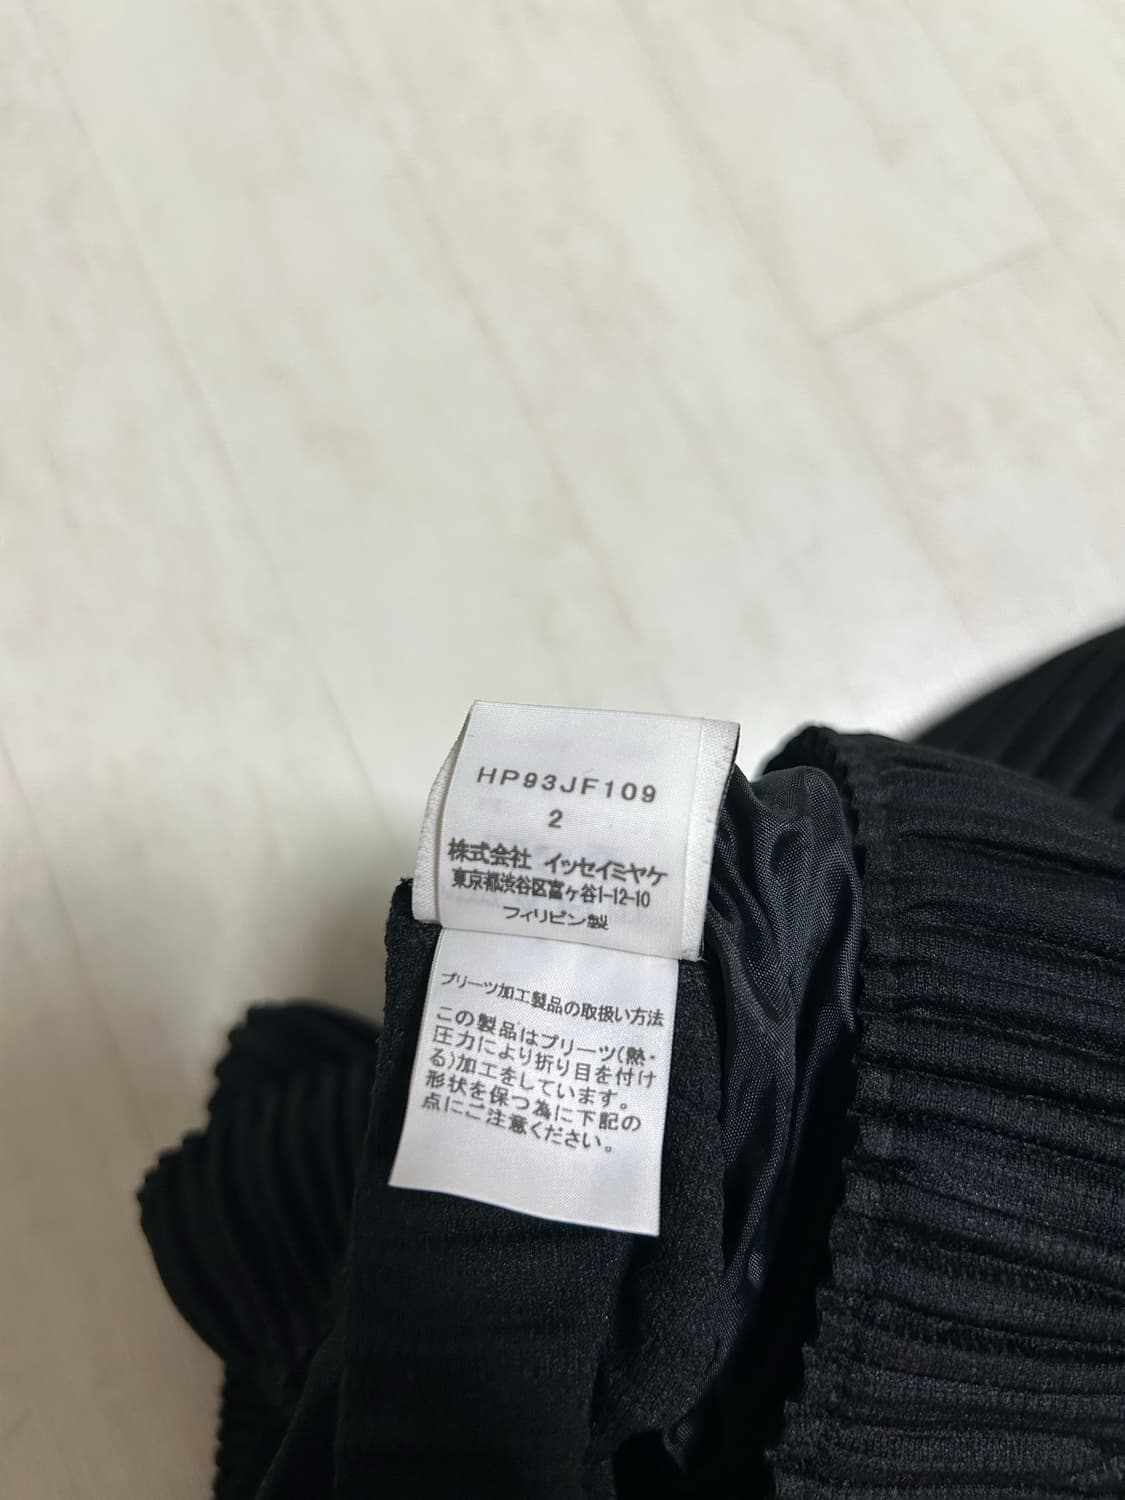 HP93JF109
2
株式会社 イッセイミヤケ
東京都渋谷区富ヶ谷1-12-10
フィリピン製
プリーツ加工製品の取扱い方法
この製品はプリーツ(熱・
圧力により折り目を付け
る)加工をしています。
形状を保つ為に下記の
点にご注意ください。